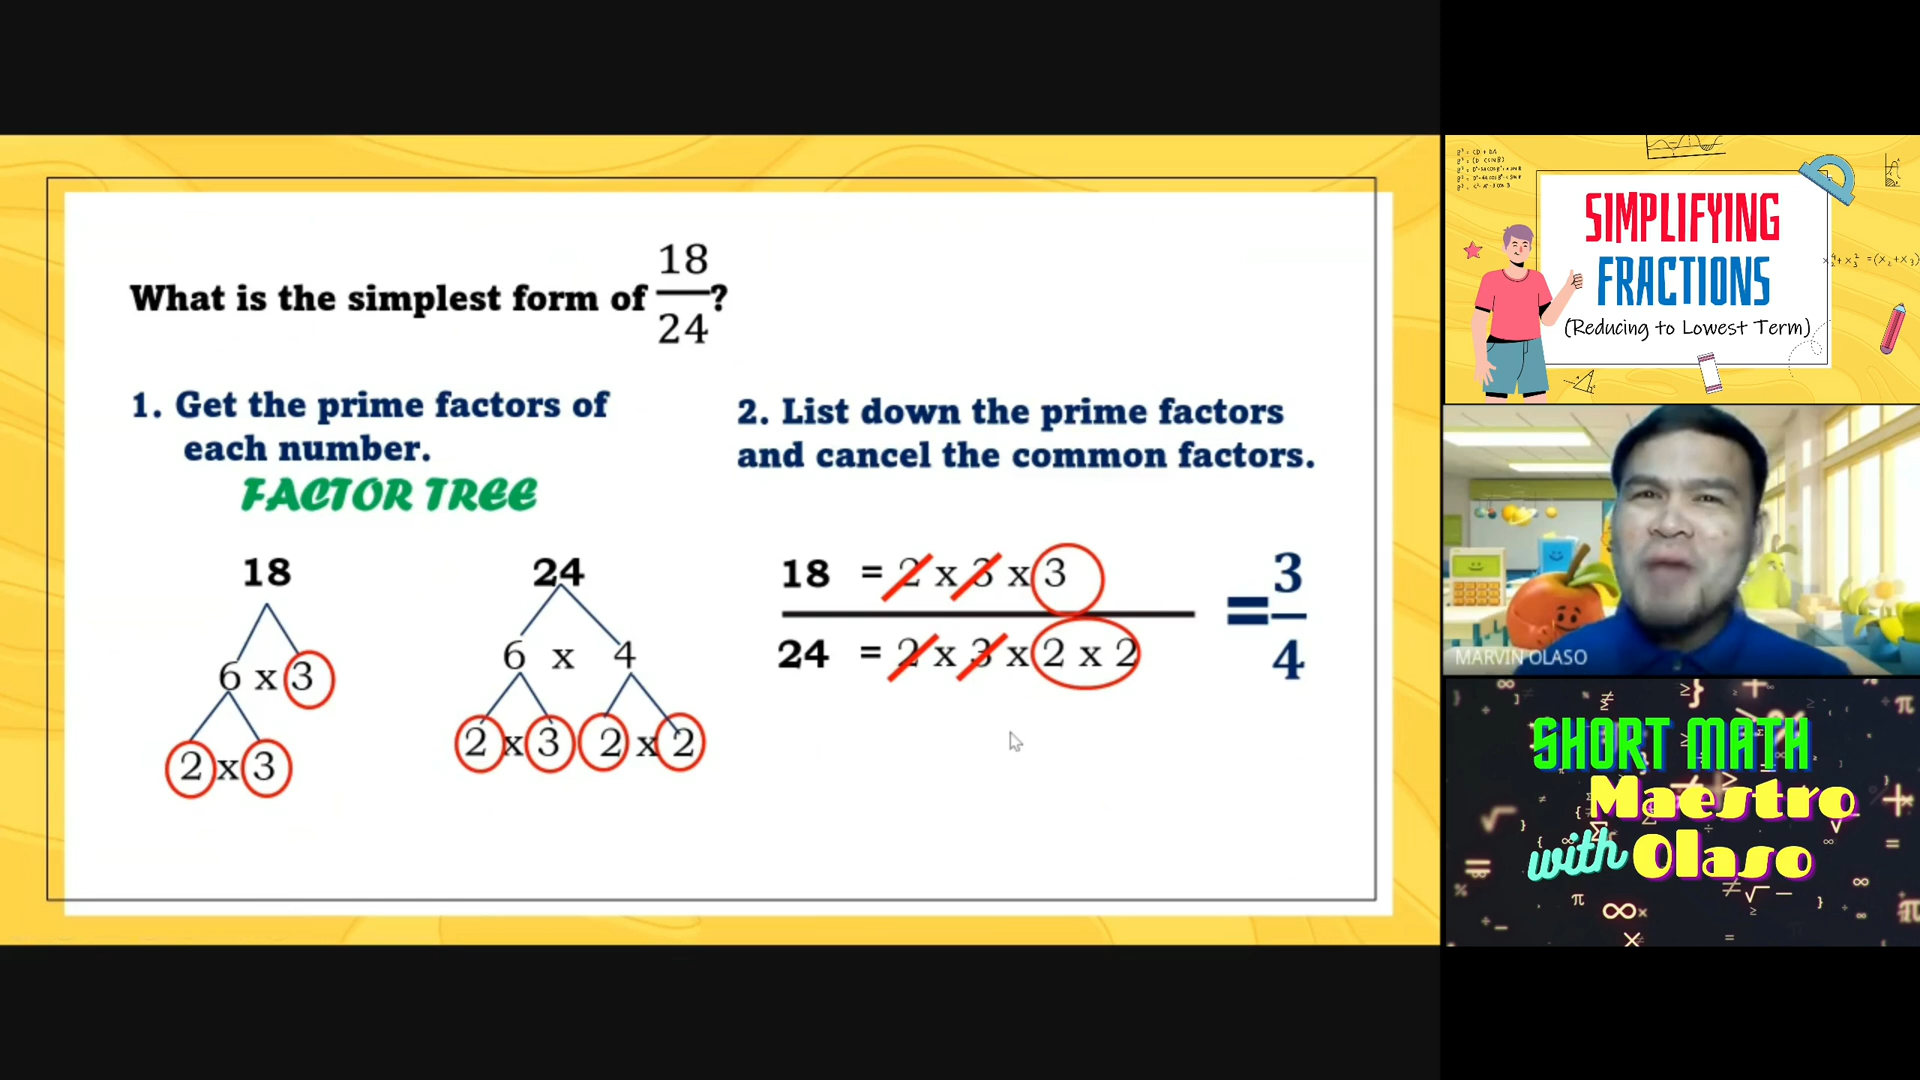 What is the simplest form of 18/24?
1. Get the prime factors of
each number.
FACTOR TREE
18
6 x 3
2 x 3
24
6 x 4
2 x 3 2 x 2
2. List down the prime factors
and cancel the common factors.
18 = 2 x 3 x 3
24 = 2 x 3 x 2 x 2
= 3/4
SIMPLIFYING
FRACTIONS
(Reducing to Lowest Term)
MARVIN OLASO
SHORT MATH
Maestro
with Olaso